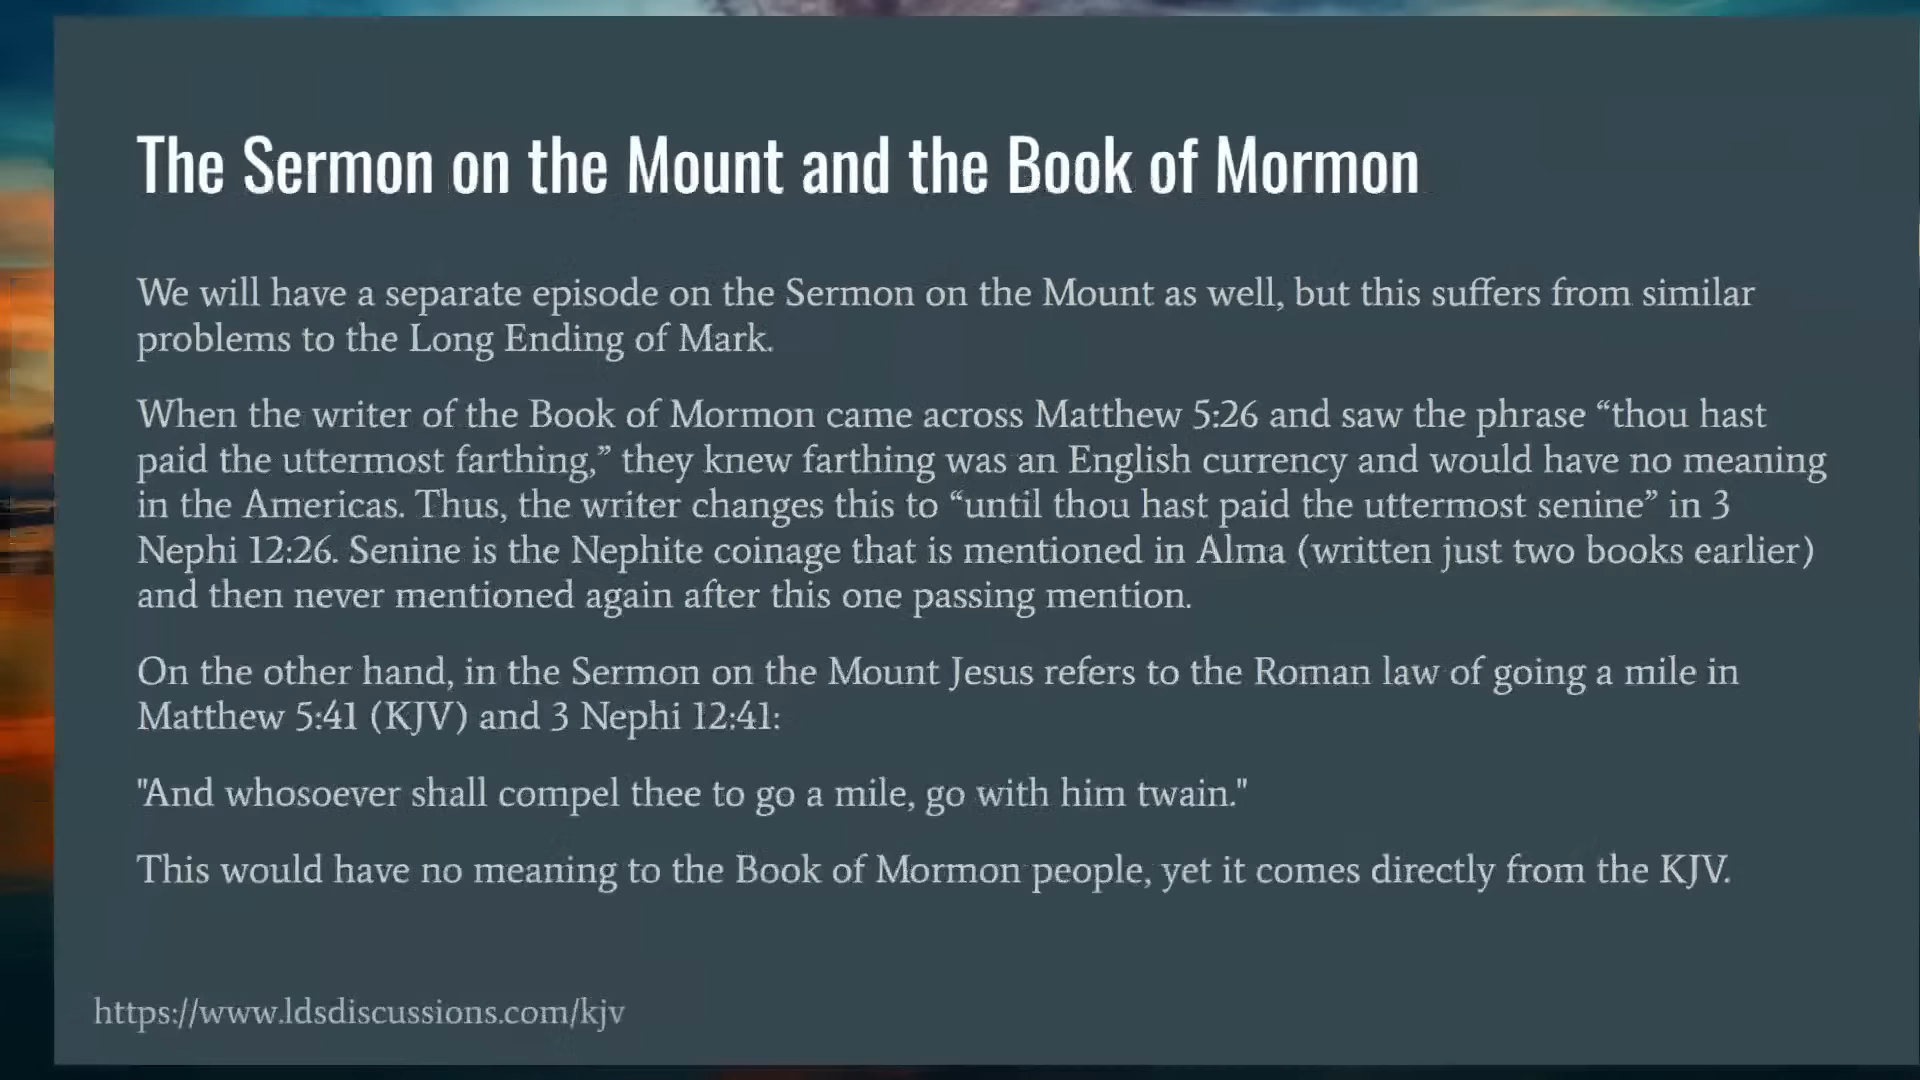 The Sermon on the Mount and the Book of Mormon
We will have a separate episode on the Sermon on the Mount as well, but this suffers from similar
problems to the Long Ending of Mark.
When the writer of the Book of Mormon came across Matthew 5:26 and saw the phrase “thou hast
paid the uttermost farthing,” they knew farthing was an English currency and would have no meaning
in the Americas. Thus, the writer changes this to “until thou hast paid the uttermost senine” in 3
Nephi 12:26. Senine is the Nephite coinage that is mentioned in Alma (written just two books earlier)
and then never mentioned again after this one passing mention.
On the other hand, in the Sermon on the Mount Jesus refers to the Roman law of going a mile in
Matthew 5:41 (KJV) and 3 Nephi 12:41:
"And whosoever shall compel thee to go a mile, go with him twain."
This would have no meaning to the Book of Mormon people, yet it comes directly from the KJV.
https://www.ldsdiscussions.com/kjv